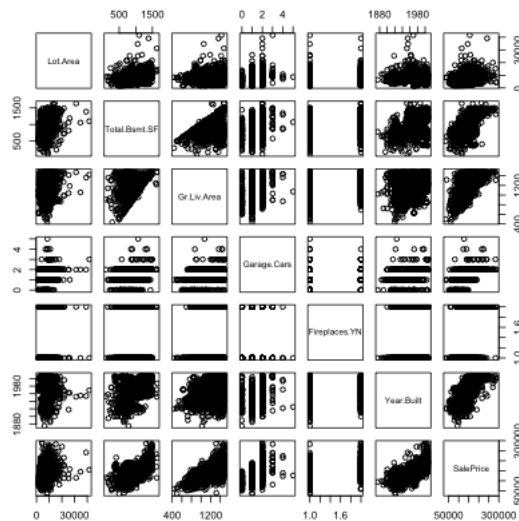 500 1500
0 2 4
1880 1980
Lot.Area
0 20000
500 1500
Total.Bsmt.SF
Gr.Liv.Area
400 1200
0 2 4
Garage.Cars
Fireplaces.YN
1.0 1.6
1880 1980
Year.Built
SalePrice
50000
0 30000
400 1200
1.0 1.6
50000 300000